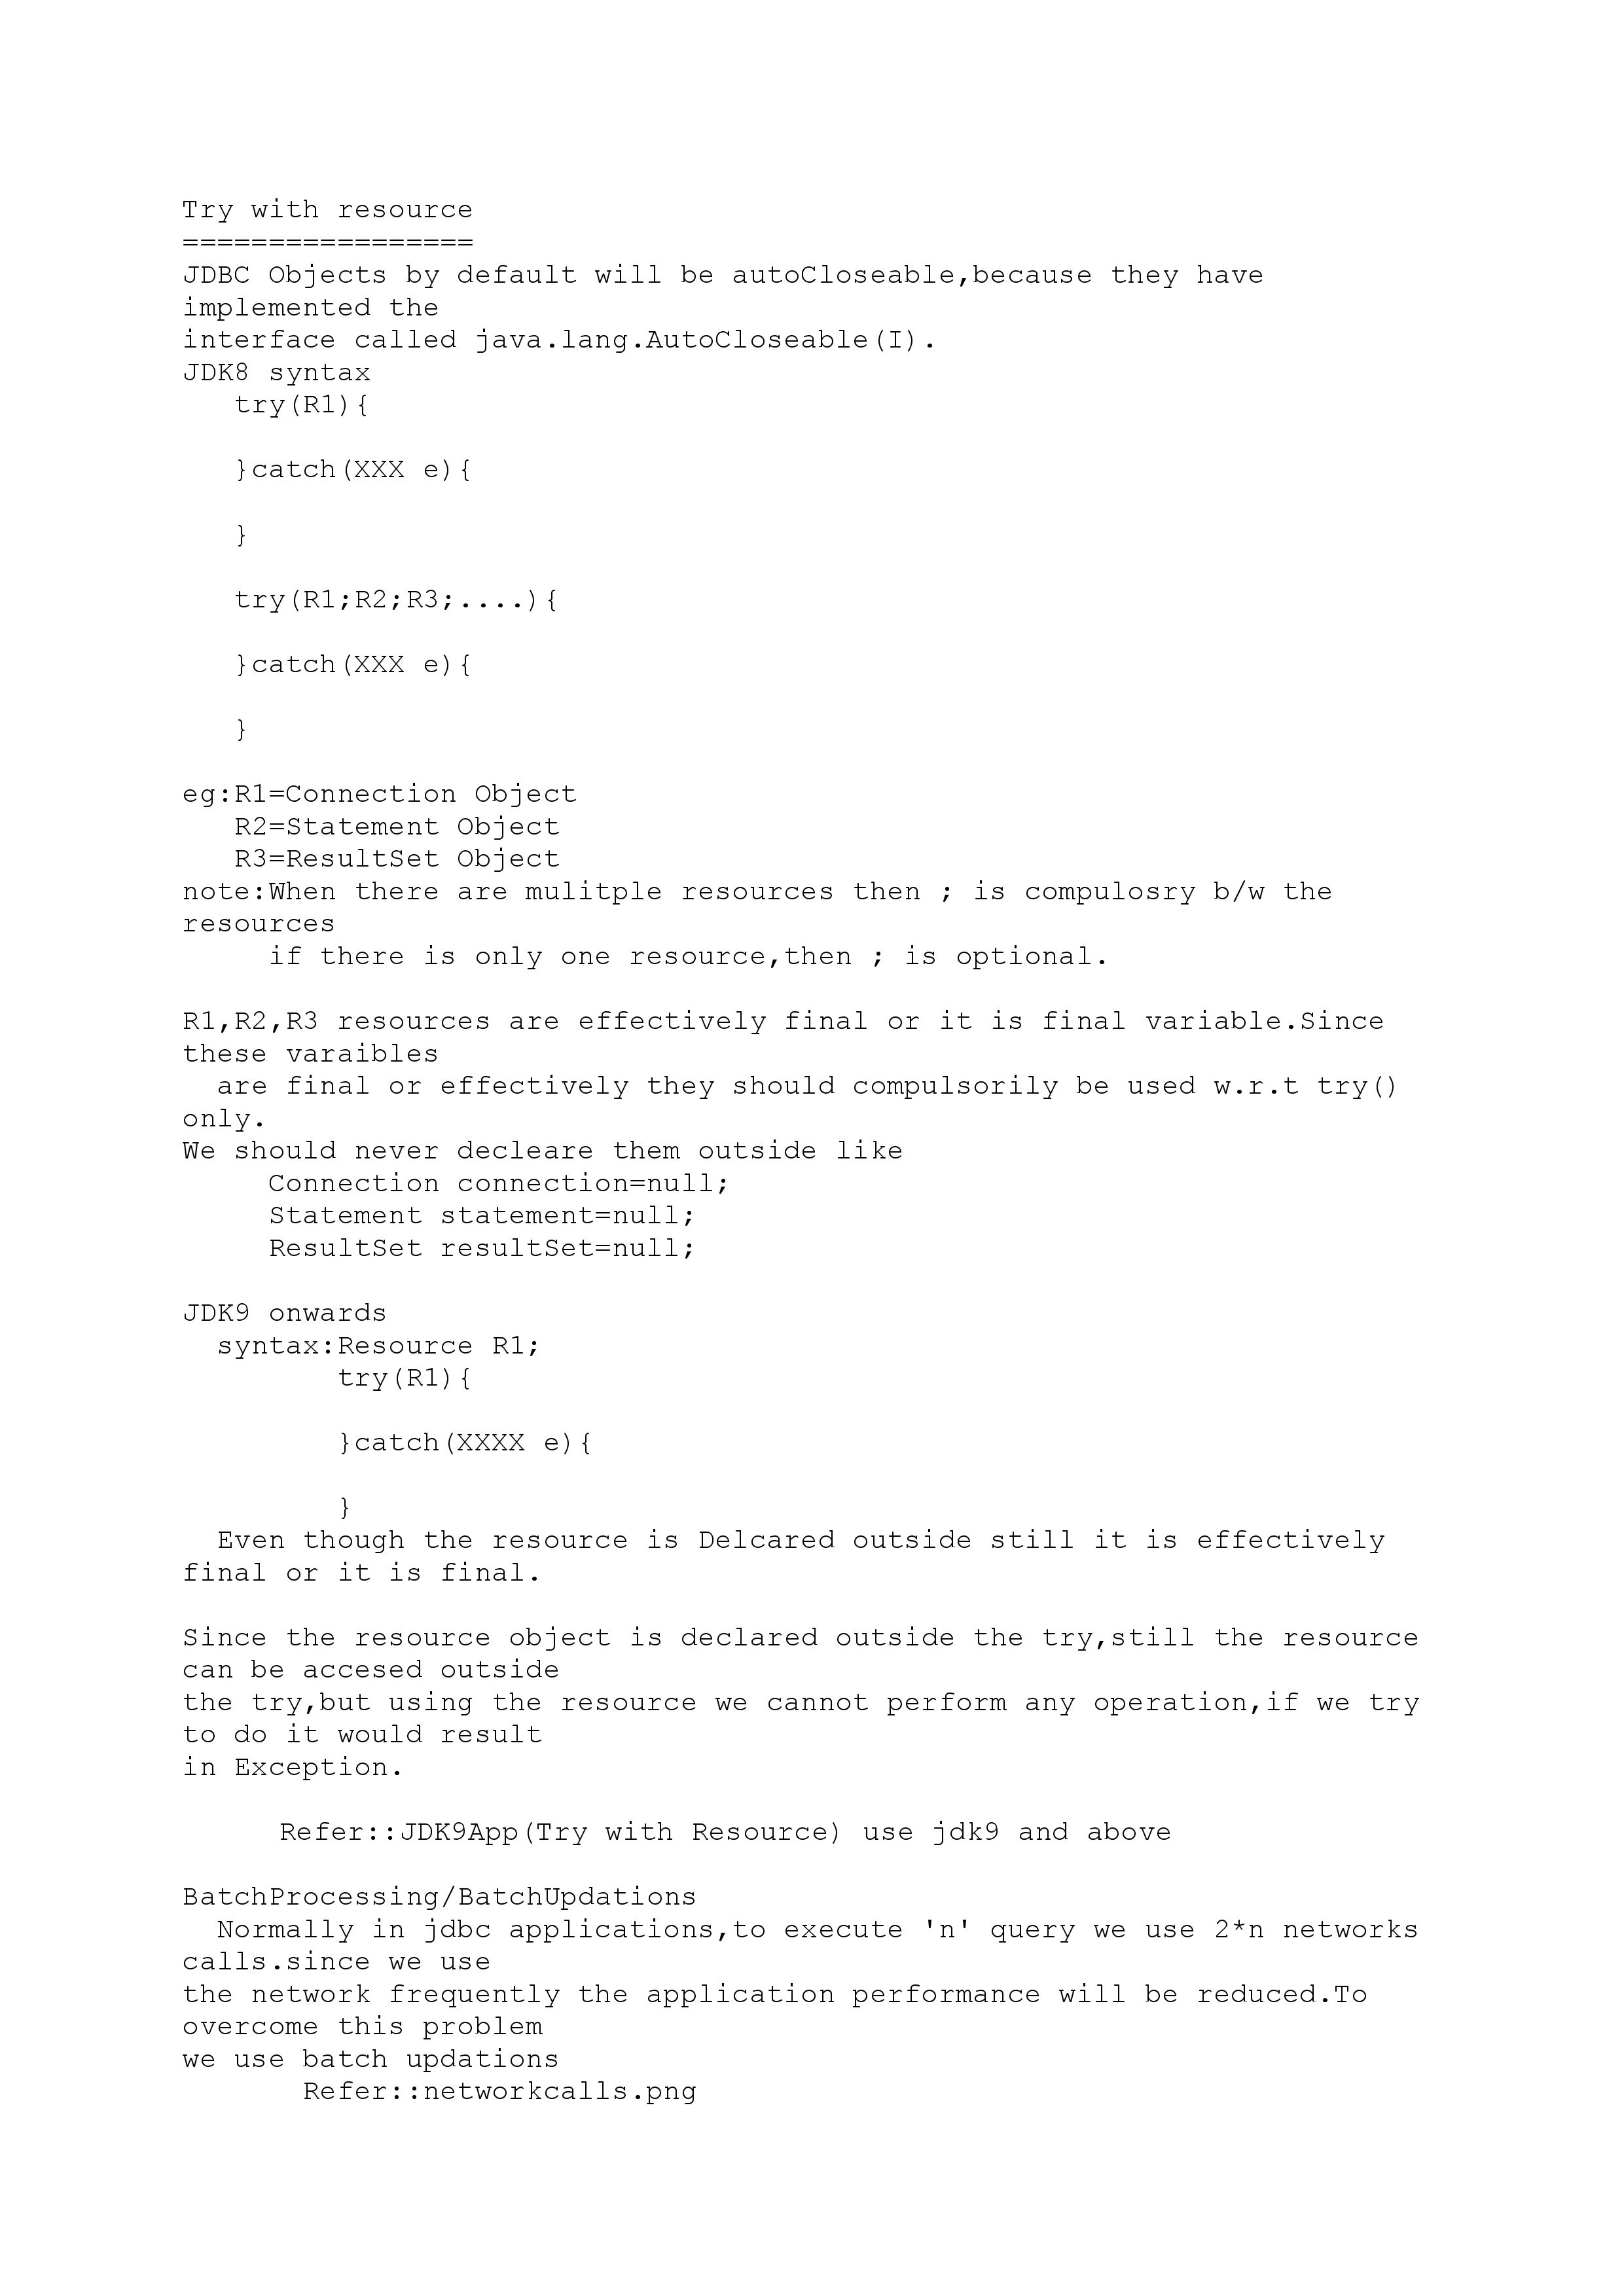 Try with resource
=================
JDBC Objects by default will be autoCloseable,because they have
implemented the
interface called java.lang.AutoCloseable(I).
JDK8 syntax
try(R1){
}catch(XXX e){
}
try(R1;R2;R3;....){
}catch(XXX e){
}
eg:R1=Connection Object
R2=Statement Object
R3=ResultSet Object
note:When there are mulitple resources then ; is compulosry b/w the
resources
if there is only one resource,then ; is optional.
R1,R2,R3 resources are effectively final or it is final variable.Since
these varaibles
are final or effectively they should compulsorily be used w.r.t try()
only.
We should never decleare them outside like
Connection connection=null;
Statement statement=null;
ResultSet resultSet=null;
JDK9 onwards
syntax:Resource R1;
try(R1){
}catch(XXXX e){
}
Even though the resource is Delcared outside still it is effectively
final or it is final.
Since the resource object is declared outside the try,still the resource
can be accesed outside
the try,but using the resource we cannot perform any operation,if we try
to do it would result
in Exception.
Refer::JDK9App(Try with Resource) use jdk9 and above
BatchProcessing/BatchUpdations
Normally in jdbc applications,to execute 'n' query we use 2*n networks
calls.since we use
the network frequently the application performance will be reduced.To
overcome this problem
we use batch updations
Refer::networkcalls.png